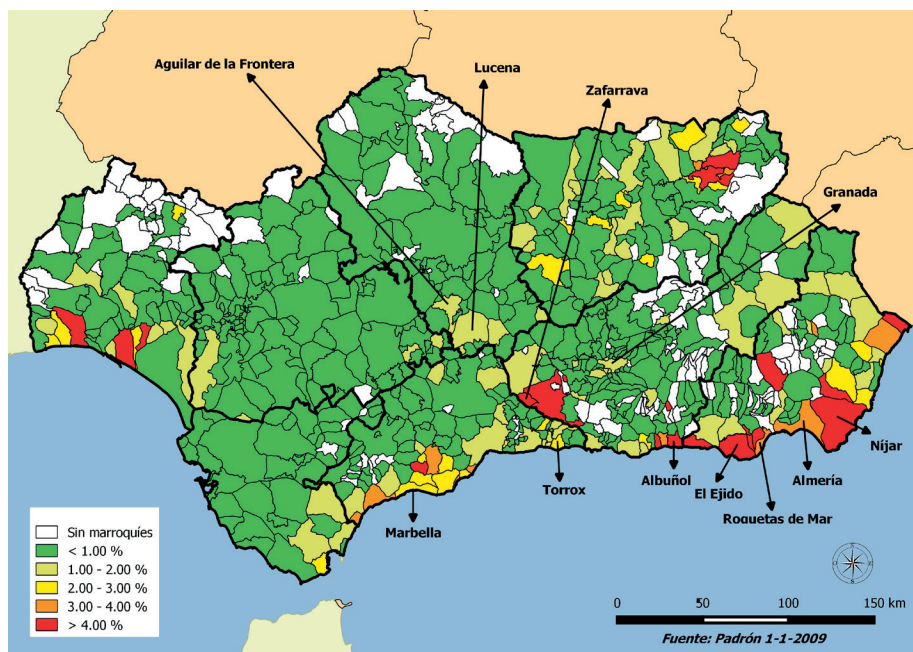 Aguilar de la Frontera
Lucena
Zafarrava
Granada
Níjar
Almería
Roquetas de Mar
El Ejido
Albuñol
Torrox
Marbella
Sin marroquíes
< 1.00 %
1.00 - 2.00 %
2.00 - 3.00 %
3.00 - 4.00 %
> 4.00 %
0 50 100 150 km
Fuente: Padrón 1-1-2009